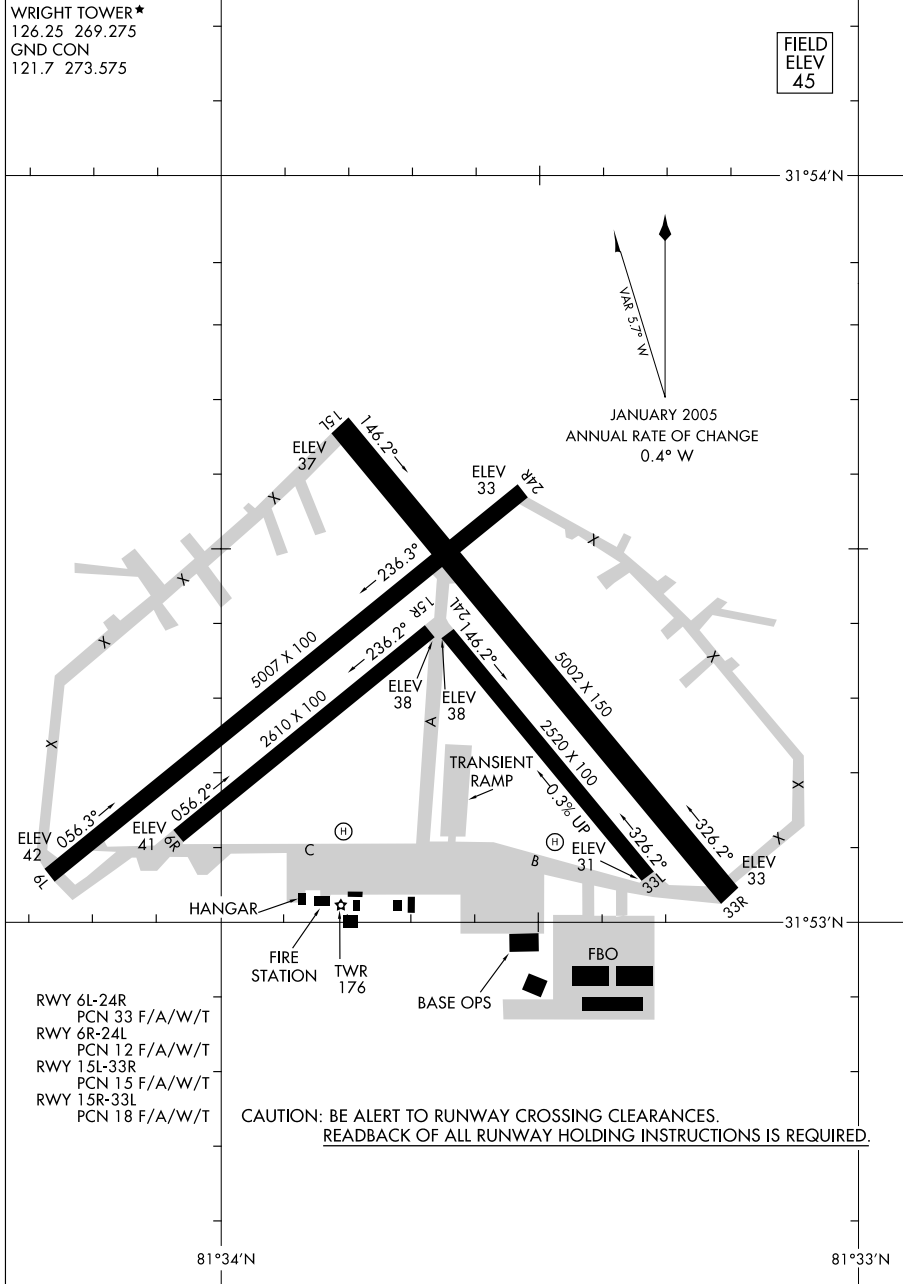 WRIGHT TOWER★
126.25 269.275
GND CON
121.7 273.575
FIELD
ELEV
45
31°54'N
VAR 5.7° W
JANUARY 2005
ANNUAL RATE OF CHANGE
0.4° W
15L
146.2°
ELEV
37
ELEV
33
24R
X
X
236.3°
X
15R
24L
236.2°
146.2°
X
X
5007 X 100
5002 X 150
2610 X 100
ELEV
38
ELEV
38
A
2520 X 100
X
TRANSIENT
RAMP
0.3% UP
X
056.3°
056.2°
326.2°
326.2°
X
ELEV
42
6L
ELEV
41
6R
H
H
C
B
ELEV
31
33L
ELEV
33
33R
HANGAR
31°53'N
FIRE
STATION
TWR
176
BASE OPS
FBO
RWY 6L-24R
PCN 33 F/A/W/T
RWY 6R-24L
PCN 12 F/A/W/T
RWY 15L-33R
PCN 15 F/A/W/T
RWY 15R-33L
PCN 18 F/A/W/T
CAUTION: BE ALERT TO RUNWAY CROSSING CLEARANCES.
READBACK OF ALL RUNWAY HOLDING INSTRUCTIONS IS REQUIRED.
81°34'N
81°33'N